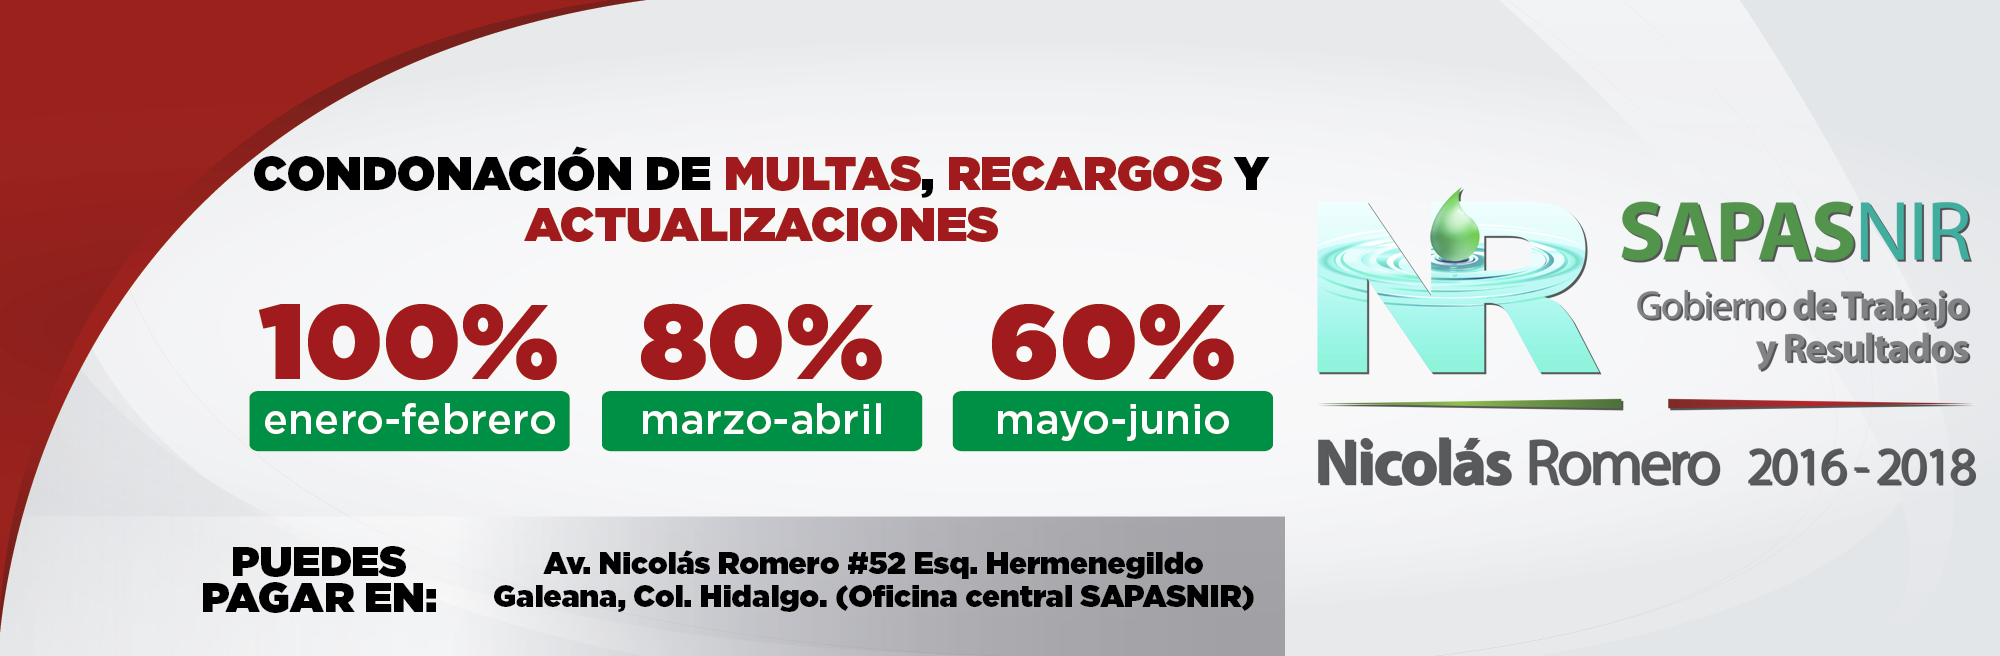 CONDONACIÓN DE MULTAS, RECARGOS Y
ACTUALIZACIONES
100% 80% 60%
enero-febrero marzo-abril mayo-junio
PUEDES
PAGAR EN:
Av. Nicolás Romero #52 Esq. Hermenegildo
Galeana, Col. Hidalgo. (Oficina central SAPASNIR)
NR
SAPASNIR
Gobierno de Trabajo
y Resultados
Nicolás Romero 2016 - 2018